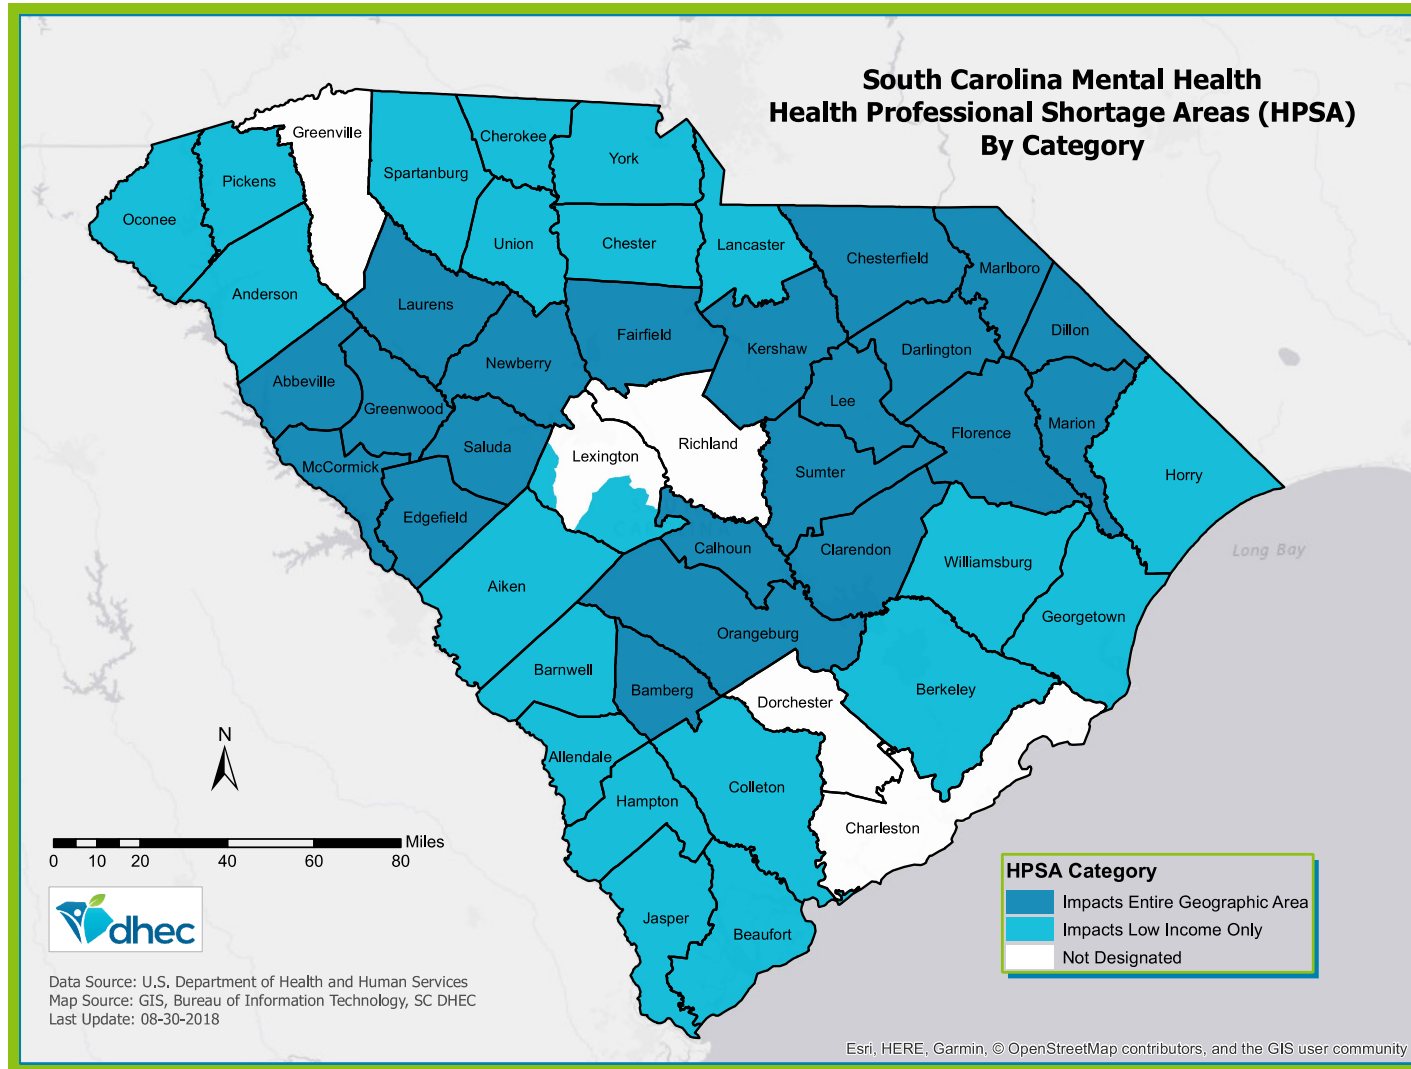 South Carolina Mental Health
Health Professional Shortage Areas (HPSA)
By Category
Greenville
Cherokee
York
Spartanburg
Pickens
Oconee
Union
Chester
Lancaster
Chesterfield
Marlboro
Anderson
Laurens
Dillon
Fairfield
Kershaw
Darlington
Newberry
Abbeville
Greenwood
Lee
Marion
Florence
Saluda
Lexington
Richland
McCormick
Sumter
Horry
Edgefield
Calhoun
Clarendon
Long Bay
Williamsburg
Aiken
Georgetown
Orangeburg
Barnwell
Bamberg
Berkeley
Dorchester
N
Allendale
Colleton
Hampton
Charleston
Miles
0 10 20 40 60 80
HPSA Category
Impacts Entire Geographic Area
Impacts Low Income Only
Not Designated
dhec
Jasper
Beaufort
Data Source: U.S. Department of Health and Human Services
Map Source: GIS, Bureau of Information Technology, SC DHEC
Last Update: 08-30-2018
Esri, HERE, Garmin, © OpenStreetMap contributors, and the GIS user community